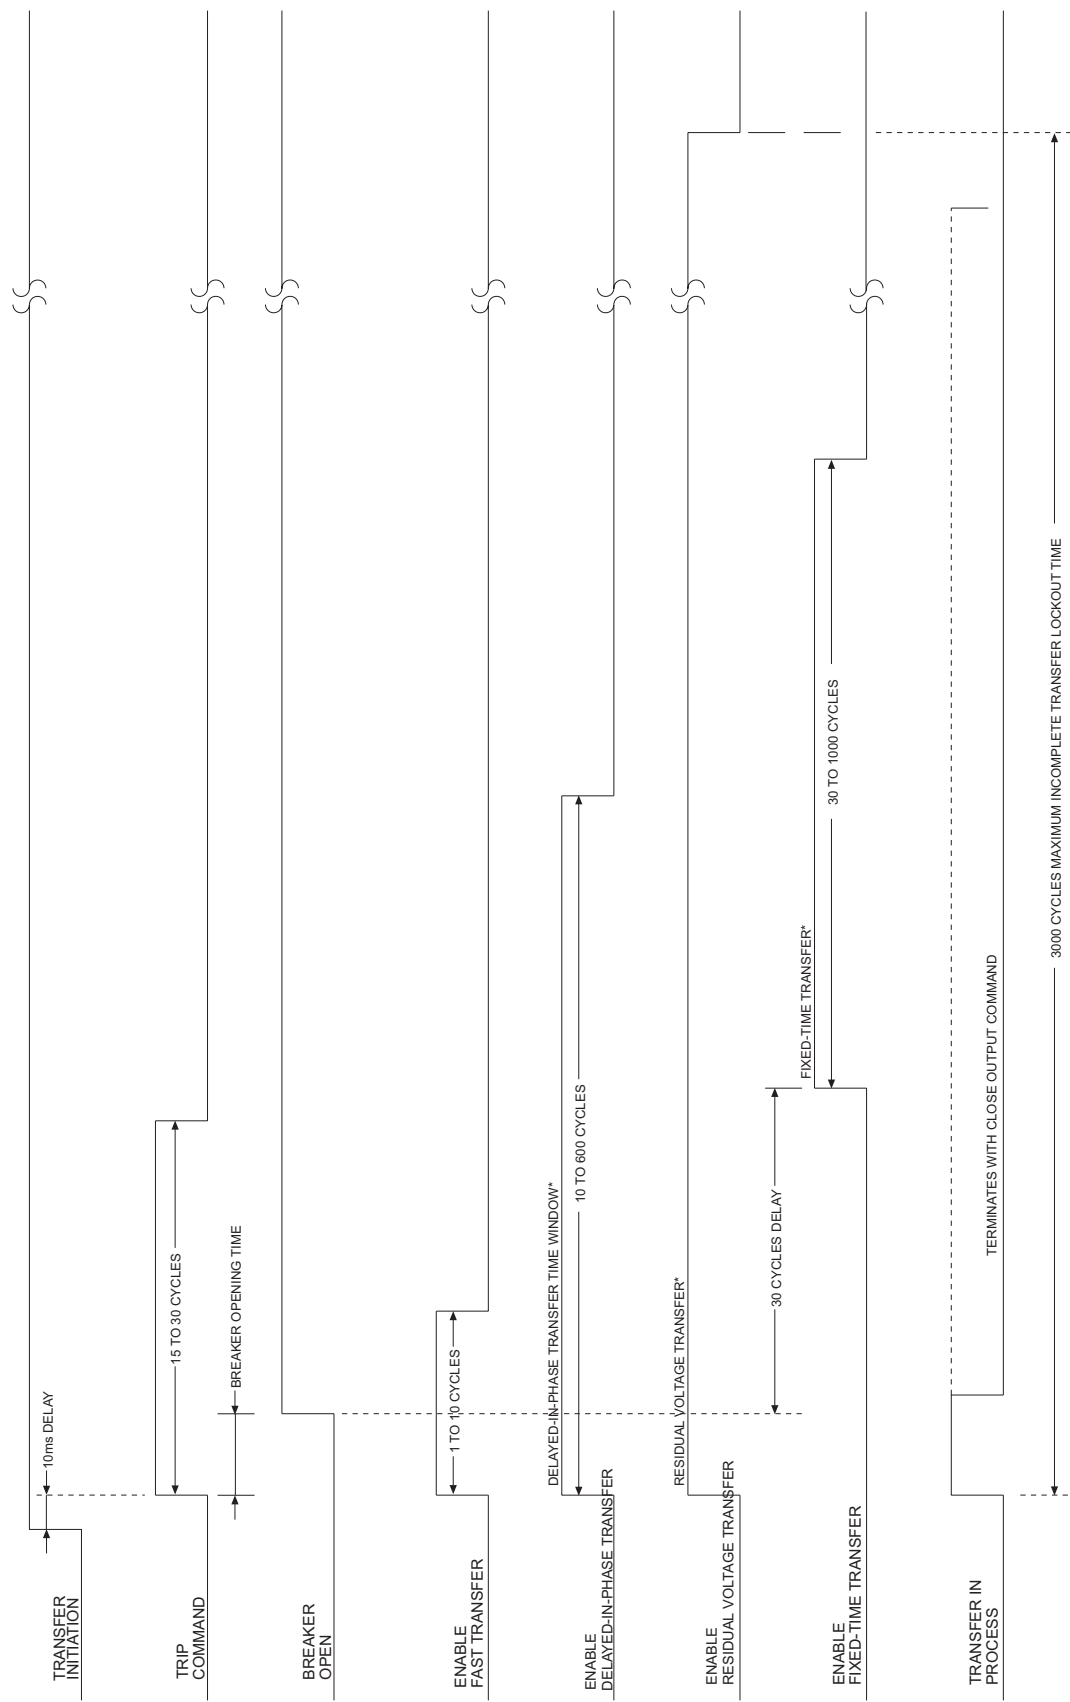 TRANSFER
INITIATION
10ms DELAY
TRIP
COMMAND
15 TO 30 CYCLES
BREAKER OPENING TIME
BREAKER
OPEN
ENABLE
FAST TRANSFER
1 TO 10 CYCLES
ENABLE
DELAYED-IN-PHASE TRANSFER
DELAYED-IN-PHASE TRANSFER TIME WINDOW*
10 TO 600 CYCLES
ENABLE
RESIDUAL VOLTAGE TRANSFER
RESIDUAL VOLTAGE TRANSFER*
30 CYCLES DELAY
ENABLE
FIXED-TIME TRANSFER
FIXED-TIME TRANSFER*
30 TO 1000 CYCLES
TRANSFER IN
PROCESS
TERMINATES WITH CLOSE OUTPUT COMMAND
3000 CYCLES MAXIMUM INCOMPLETE TRANSFER LOCKOUT TIME